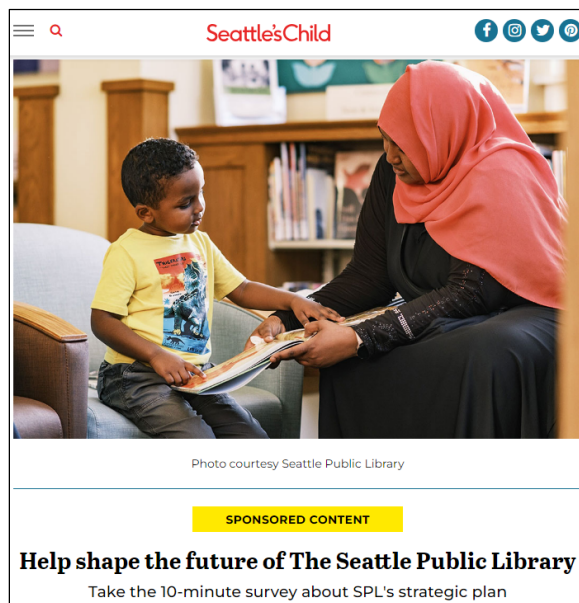 Seattle'sChild
Photo courtesy Seattle Public Library
SPONSORED CONTENT
Help shape the future of The Seattle Public Library
Take the 10-minute survey about SPL's strategic plan